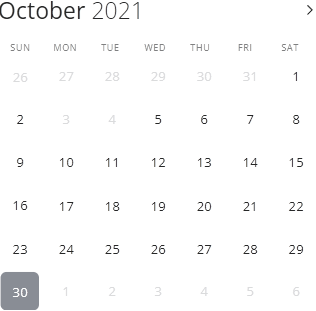 October 2021
SUN MON TUE WED THU FRI SAT
26 27 28 29 30 31 1
2 3 4 5 6 7 8
9 10 11 12 13 14 15
16 17 18 19 20 21 22
23 24 25 26 27 28 29
30 1 2 3 4 5 6